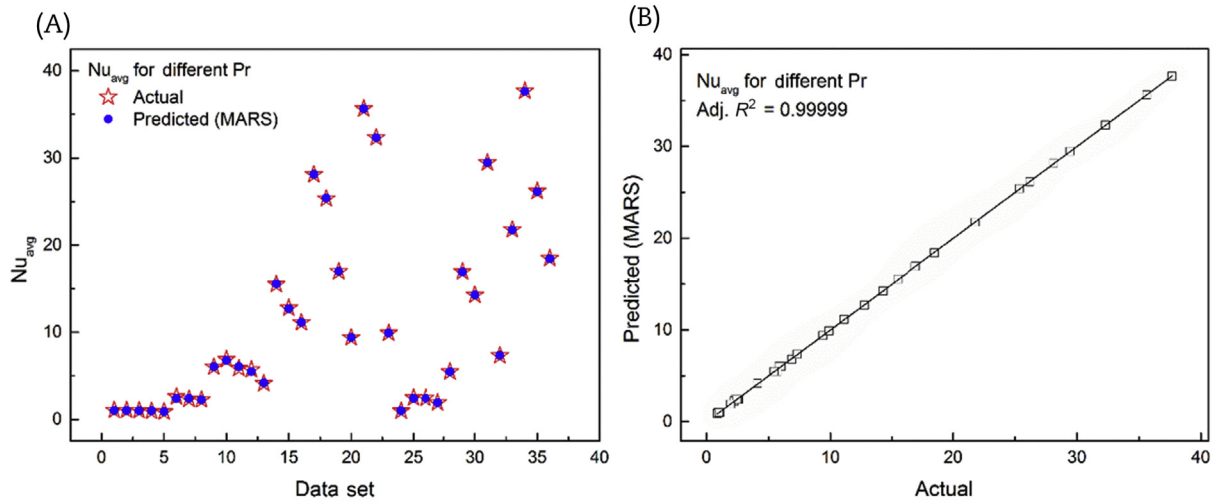 (A)
Nu_avg for different Pr
Actual
Predicted (MARS)
40
30
20
10
0
Nu_avg
0 5 10 15 20 25 30 35 40
Data set
(B)
Nu_avg for different Pr
Adj. R² = 0.99999
40
30
20
10
0
Predicted (MARS)
0 10 20 30 40
Actual